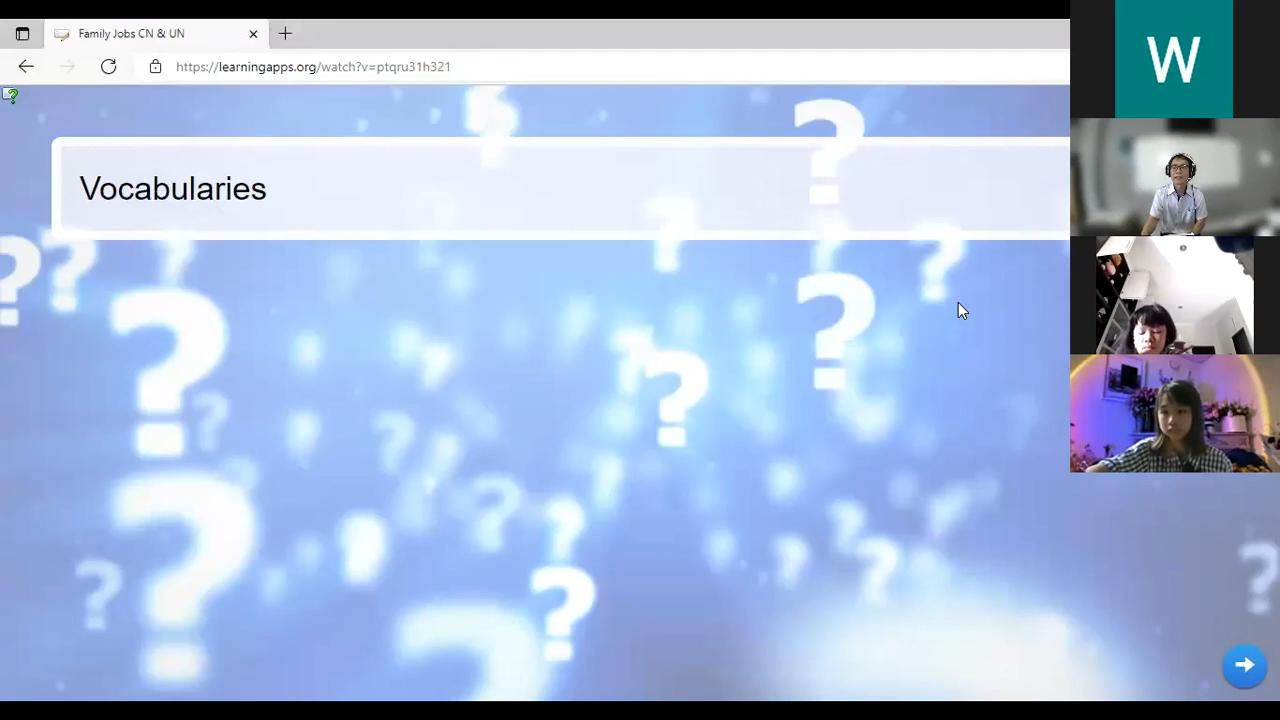 Family Jobs CN & UN
https://learningapps.org/watch?v=ptqru31h321
W
Vocabularies